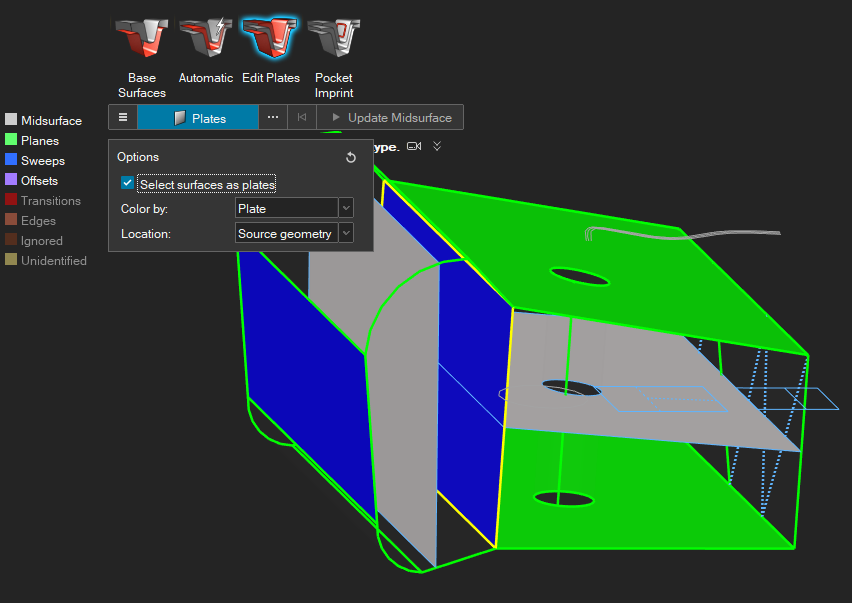 Base Surfaces
Automatic
Edit Plates
Pocket Imprint
Midsurface
Planes
Sweeps
Offsets
Transitions
Edges
Ignored
Unidentified
Plates
Update Midsurface
ype.
Options
Select surfaces as plates
Color by:
Plate
Location:
Source geometry